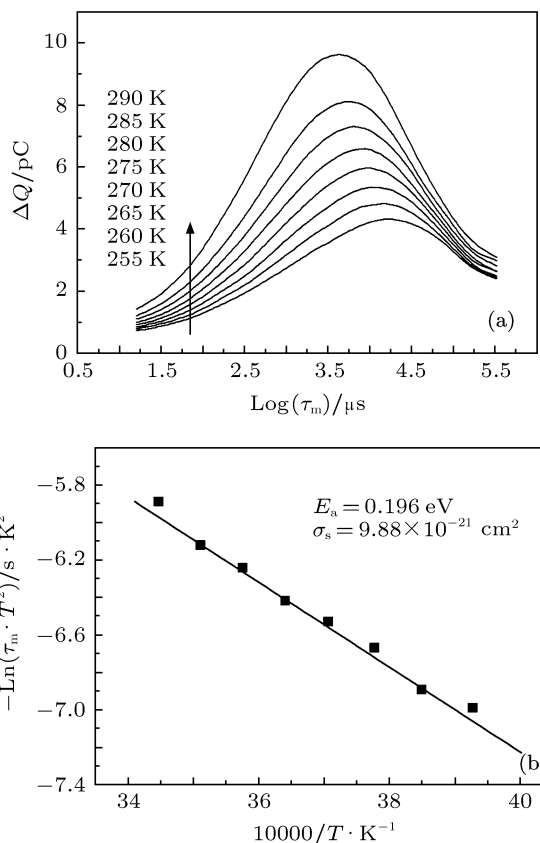 10
8
6
4
2
0
ΔQ/pC
290 K
285 K
280 K
275 K
270 K
265 K
260 K
255 K
(a)
0.5 1.5 2.5 3.5 4.5 5.5
Log(τm)/μs
−5.8
−6.2
−6.6
−7.0
−7.4
−Ln(τm·T²)/s·K²
Ea=0.196 eV
σs=9.88×10⁻²¹ cm²
(b
34 36 38 40
10000/T·K⁻¹